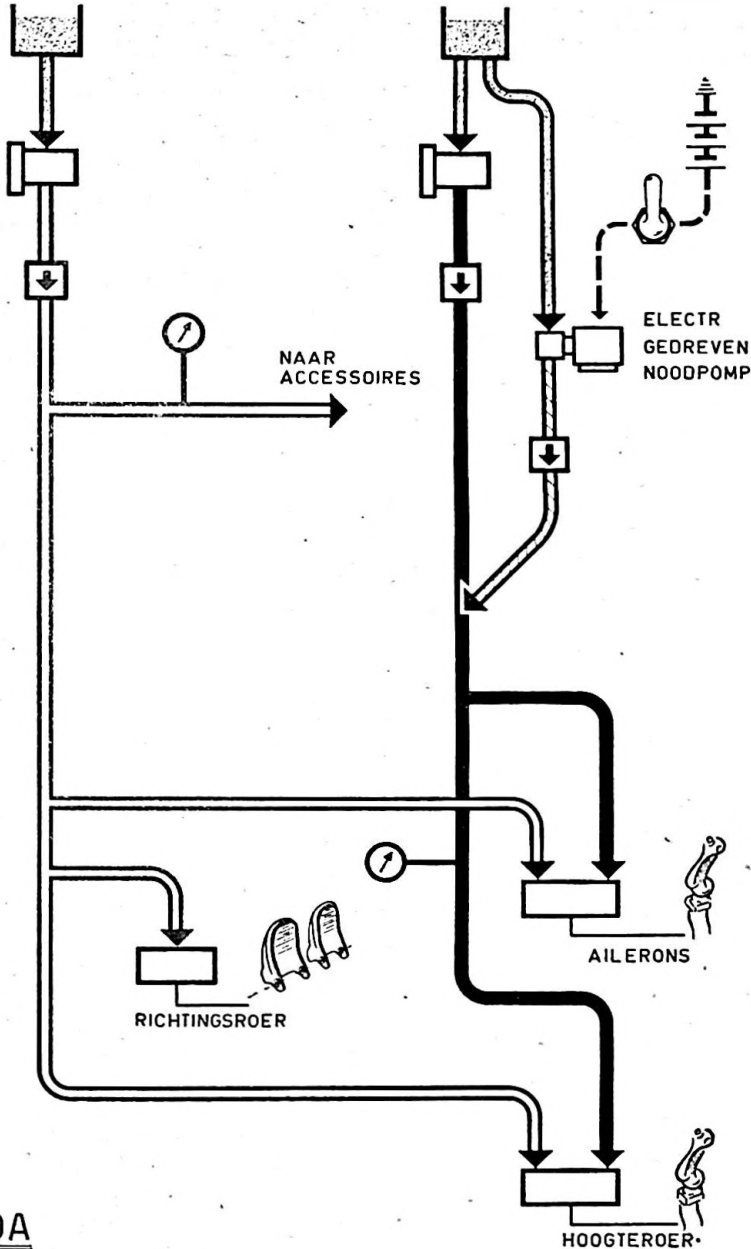 ELECTR
GEDREVEN
NOODPOMP
NAAR
ACCESSOIRES
AILERONS
RICHTINGSROER
HOOGTEROER.